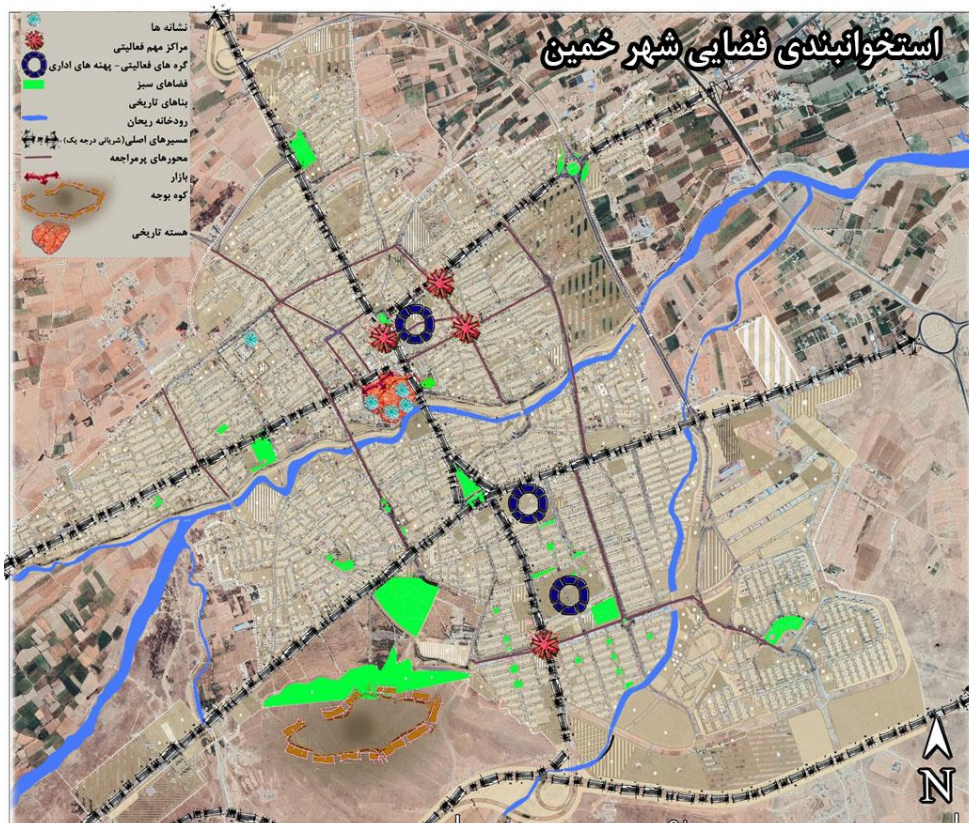 استخوانبندی فضایی شهر خمین
نشانه ها
مراکز مهم فعالیتی
گره های فعالیتی- پهنه های اداری
فضاهای سبز
بناهای تاریخی
رودخانه ریحان
مسیرهای اصلی(شریانی درجه یک)
محورهای پرمراجعه
بازار
کوه بوجه
هسته تاریخی
N